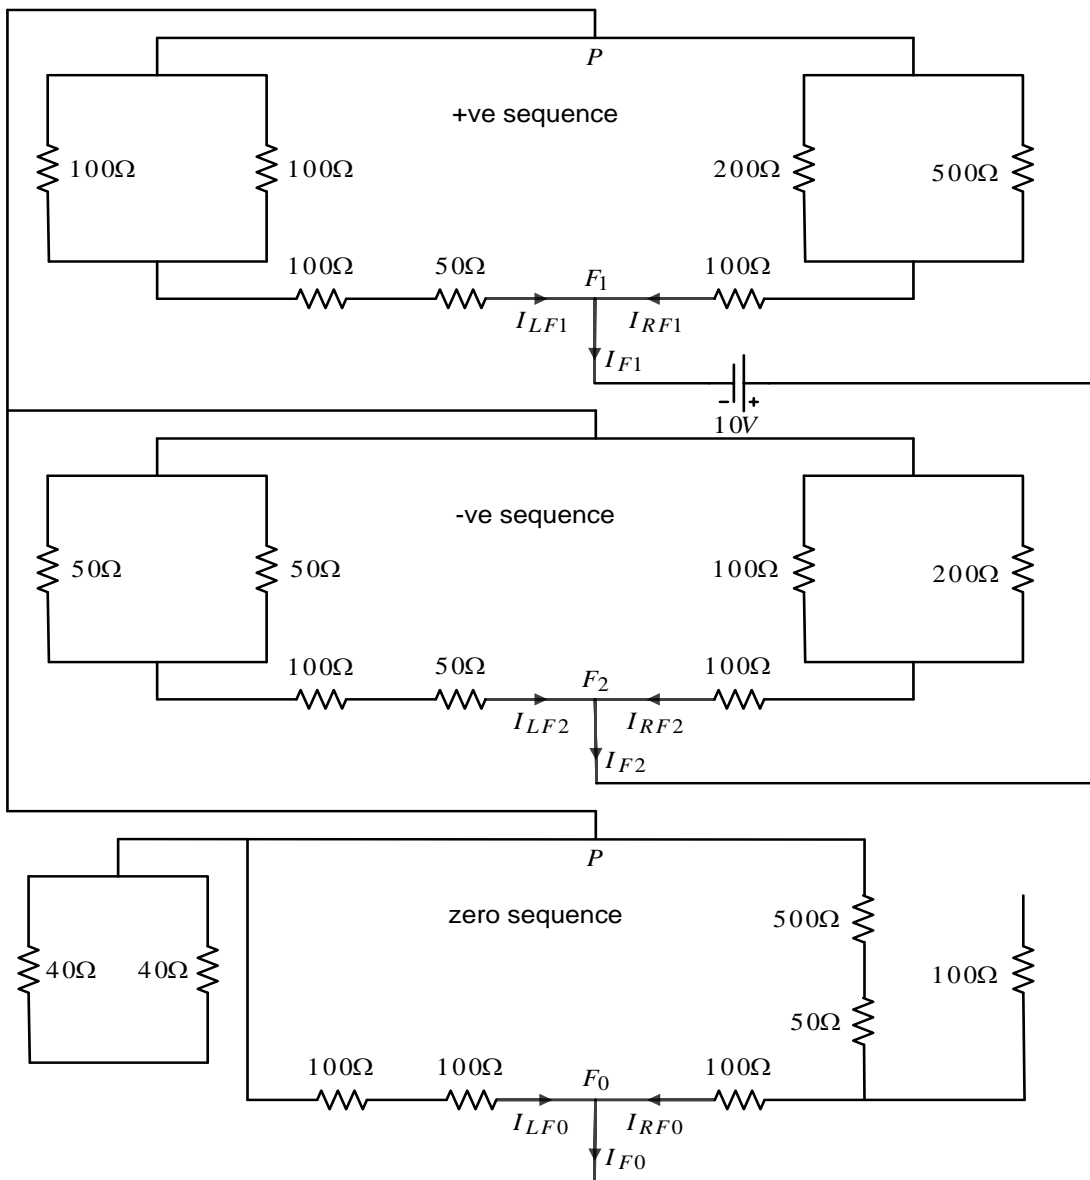 P
+ve sequence
100Ω 100Ω 200Ω 500Ω
100Ω 50Ω F1 100Ω
ILF1 IRF1
IF1
- +
10V
-ve sequence
50Ω 50Ω 100Ω 200Ω
100Ω 50Ω F2 100Ω
ILF2 IRF2
IF2
P
zero sequence
500Ω
40Ω 40Ω 100Ω
50Ω
100Ω 100Ω F0 100Ω
ILF0 IRF0
IF0